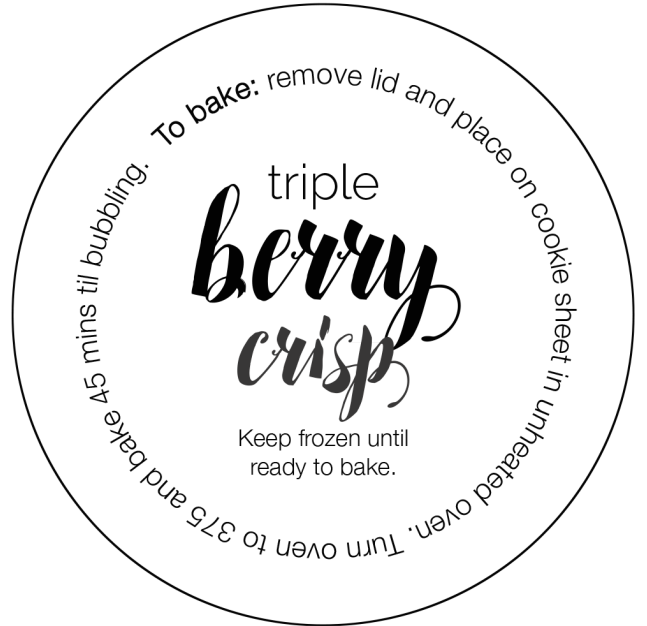 To bake: remove lid and place on cookie sheet in unheated oven. Turn oven to 375 and bake 45 mins til bubbling.
triple
berry
crisp
Keep frozen until
ready to bake.